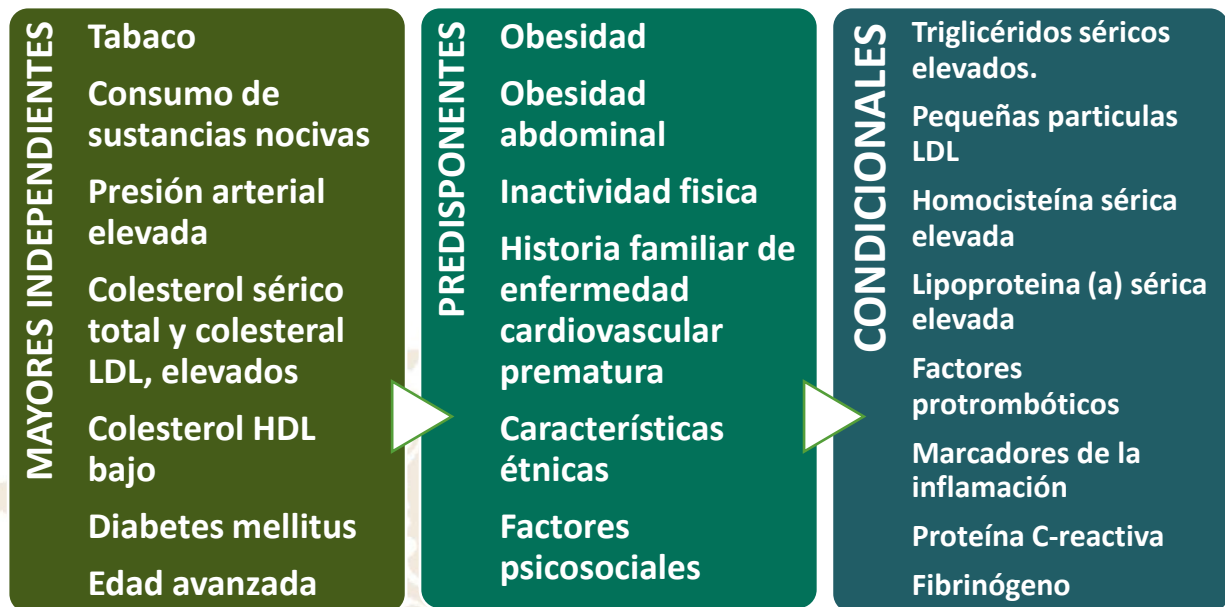 MAYORES INDEPENDIENTES
Tabaco
Consumo de
sustancias nocivas
Presión arterial
elevada
Colesterol sérico
total y colesteral
LDL, elevados
Colesterol HDL
bajo
Diabetes mellitus
Edad avanzada
PREDISPONENTES
Obesidad
Obesidad
abdominal
Inactividad fisica
Historia familiar de
enfermedad
cardiovascular
prematura
Características
étnicas
Factores
psicosociales
CONDICIONALES
Triglicéridos séricos
elevados.
Pequeñas particulas
LDL
Homocisteína sérica
elevada
Lipoproteina (a) sérica
elevada
Factores
protrombóticos
Marcadores de la
inflamación
Proteína C-reactiva
Fibrinógeno